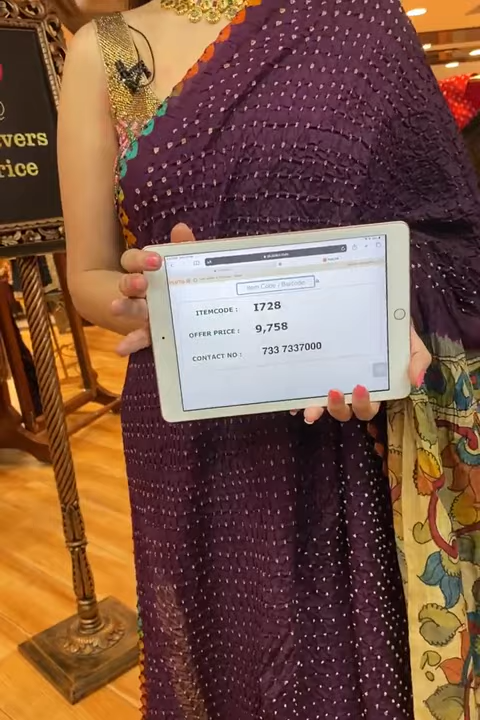 vers
rice
Item Code / Barcode
ITEMCODE : I728
OFFER PRICE : 9,758
CONTACT NO : 733 7337000